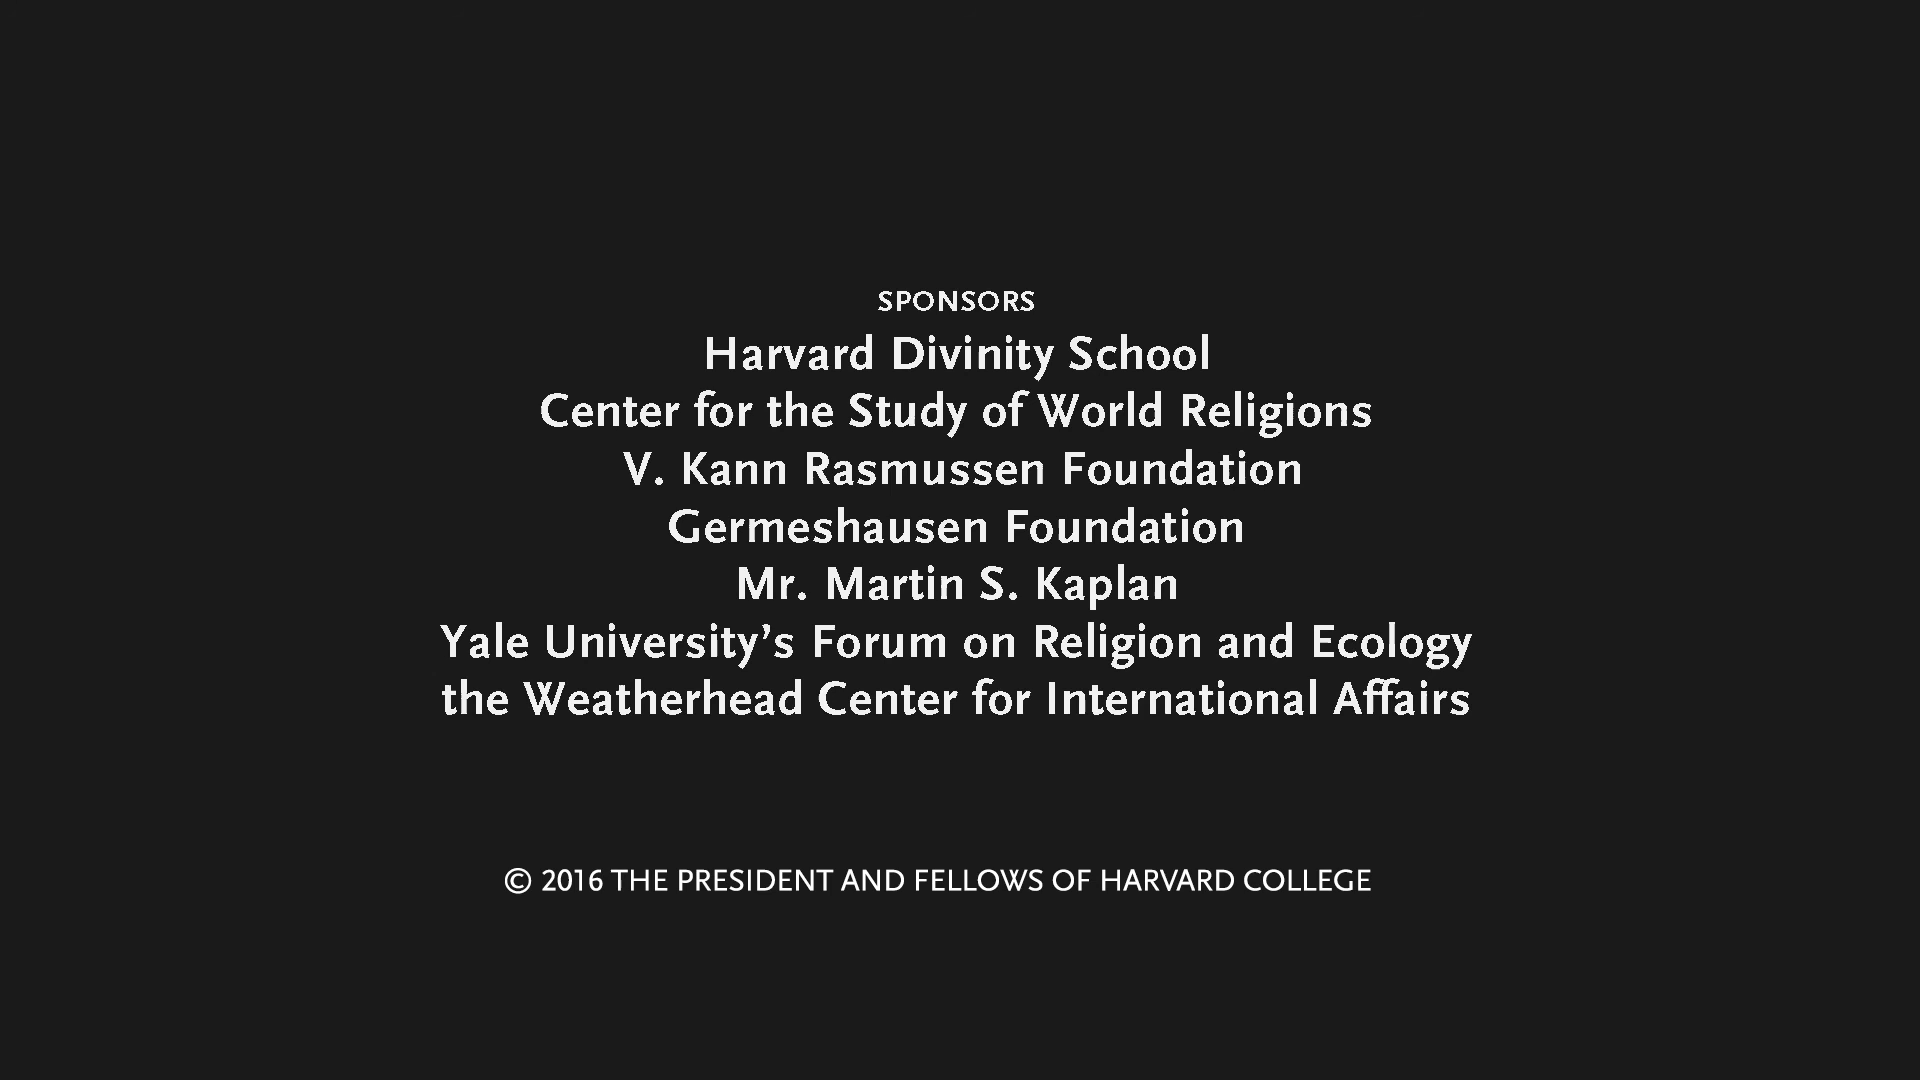 SPONSORS
Harvard Divinity School
Center for the Study of World Religions
V. Kann Rasmussen Foundation
Germeshausen Foundation
Mr. Martin S. Kaplan
Yale University’s Forum on Religion and Ecology
the Weatherhead Center for International Affairs
© 2016 THE PRESIDENT AND FELLOWS OF HARVARD COLLEGE